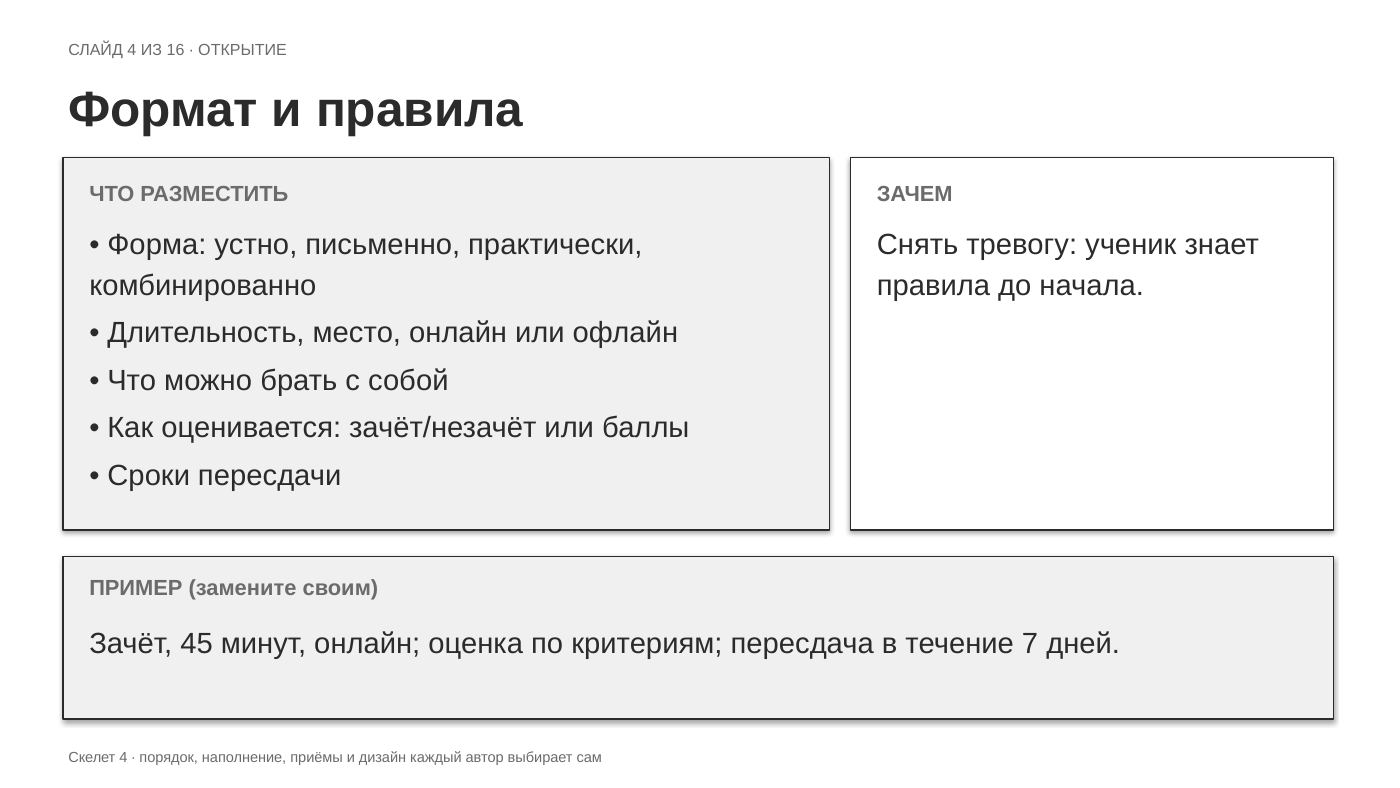 СЛАЙД 4 ИЗ 16 · ОТКРЫТИЕ
Формат и правила
ЧТО РАЗМЕСТИТЬ
• Форма: устно, письменно, практически,
комбинированно
• Длительность, место, онлайн или офлайн
• Что можно брать с собой
• Как оценивается: зачёт/незачёт или баллы
• Сроки пересдачи
ЗАЧЕМ
Снять тревогу: ученик знает
правила до начала.
ПРИМЕР (замените своим)
Зачёт, 45 минут, онлайн; оценка по критериям; пересдача в течение 7 дней.
Скелет 4 · порядок, наполнение, приёмы и дизайн каждый автор выбирает сам